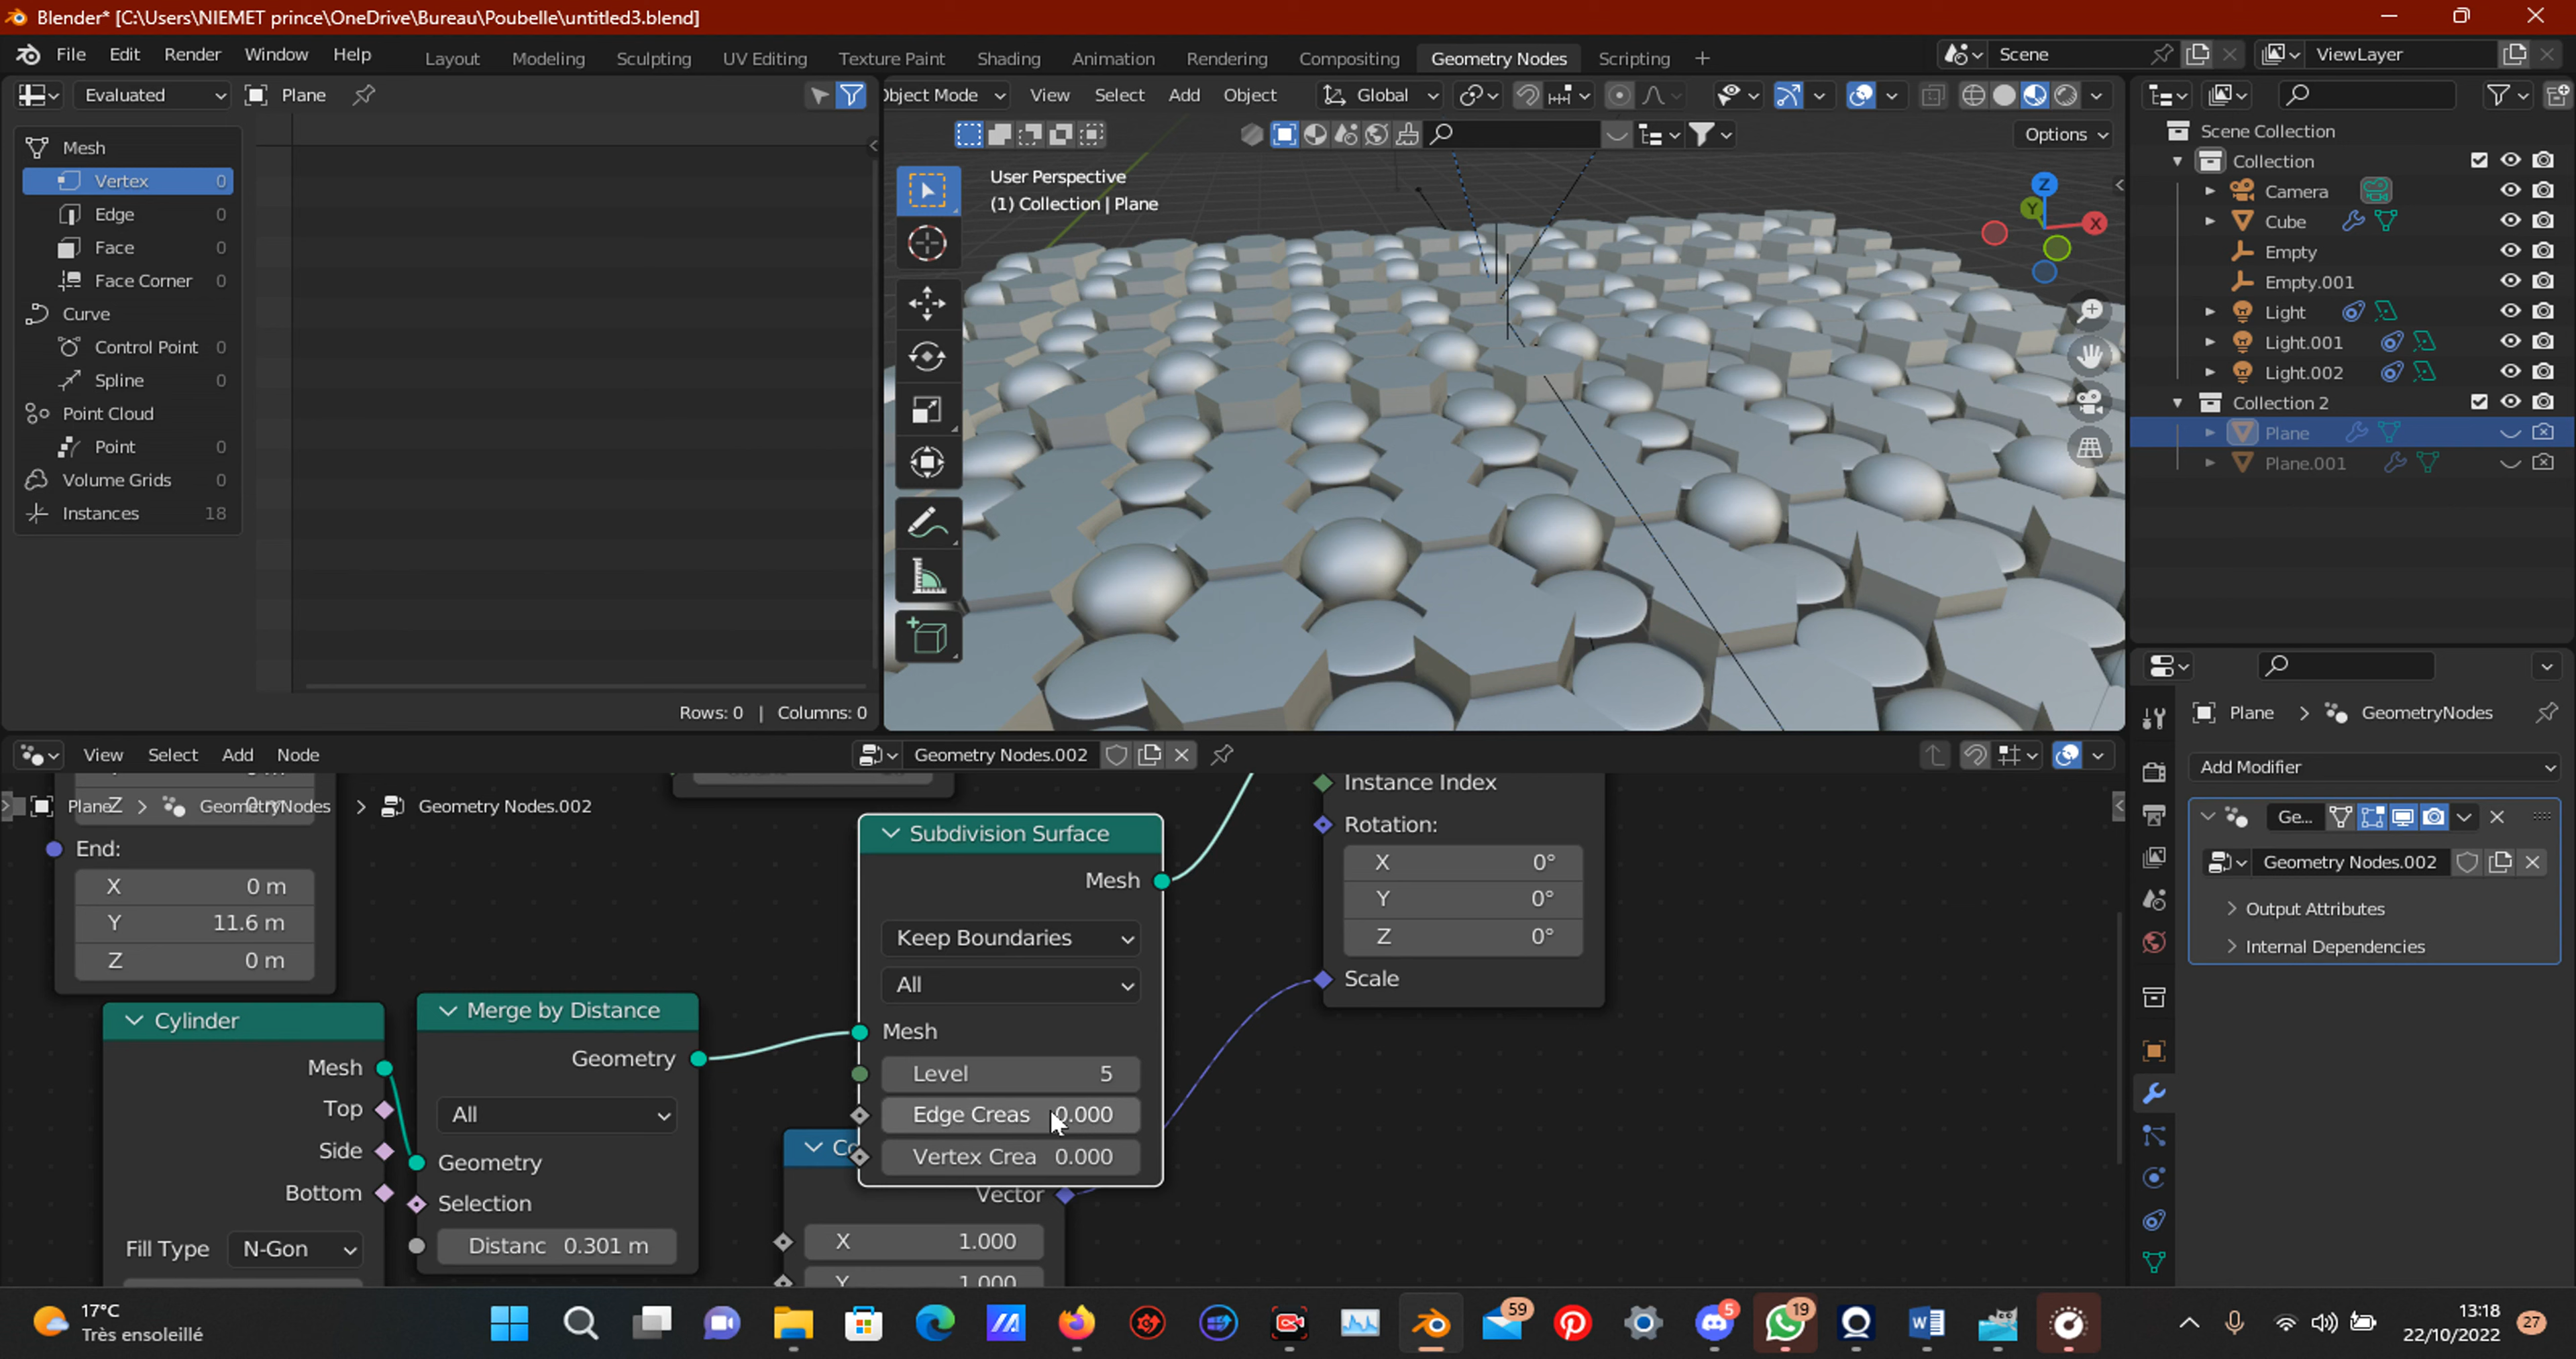 Blender* [C:\Users\NIEMET prince\OneDrive\Bureau\Poubelle\untitled3.blend]
File Edit Render Window Help
Layout Modeling Sculpting UV Editing Texture Paint Shading Animation Rendering Compositing Geometry Nodes Scripting +
Scene ViewLayer
Evaluated Plane
Object Mode View Select Add Object Global
Options
Mesh
Vertex 0
Edge 0
Face 0
Face Corner 0
Curve
Control Point 0
Spline 0
Point Cloud
Point 0
Volume Grids 0
Instances 18
Rows: 0 | Columns: 0
User Perspective
(1) Collection | Plane
Z
Y
X
Scene Collection
Collection
Camera
Cube
Empty
Empty.001
Light
Light.001
Light.002
Collection 2
Plane
Plane.001
Plane > GeometryNodes
Add Modifier
Ge...
Geometry Nodes.002
Output Attributes
Internal Dependencies
View Select Add Node
Geometry Nodes.002
Z 0 m
Plane > GeometryNodes > Geometry Nodes.002
End:
X 0 m
Y 11.6 m
Z 0 m
Cylinder
Mesh
Top
Side
Bottom
Fill Type N-Gon
Merge by Distance
Geometry
All
Geometry
Selection
Distanc 0.301 m
Subdivision Surface
Mesh
Keep Boundaries
All
Mesh
Level 5
Edge Creas 0.000
Vertex Crea 0.000
Co
Vector
X 1.000
Y 1.000
Instance Index
Rotation:
X 0°
Y 0°
Z 0°
Scale
17°C
Très ensoleillé
59
5
19
13:18
22/10/2022
27